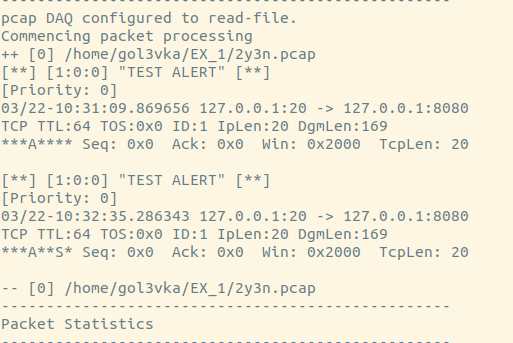 --------------------------------------------------
pcap DAQ configured to read-file.
Commencing packet processing
++ [0] /home/gol3vka/EX_1/2y3n.pcap
[**] [1:0:0] "TEST ALERT" [**]
[Priority: 0]
03/22-10:31:09.869656 127.0.0.1:20 -> 127.0.0.1:8080
TCP TTL:64 TOS:0x0 ID:1 IpLen:20 DgmLen:169
***A**** Seq: 0x0  Ack: 0x0  Win: 0x2000  TcpLen: 20

[**] [1:0:0] "TEST ALERT" [**]
[Priority: 0]
03/22-10:32:35.286343 127.0.0.1:20 -> 127.0.0.1:8080
TCP TTL:64 TOS:0x0 ID:1 IpLen:20 DgmLen:169
***A**S* Seq: 0x0  Ack: 0x0  Win: 0x2000  TcpLen: 20

-- [0] /home/gol3vka/EX_1/2y3n.pcap
--------------------------------------------------
Packet Statistics
--------------------------------------------------